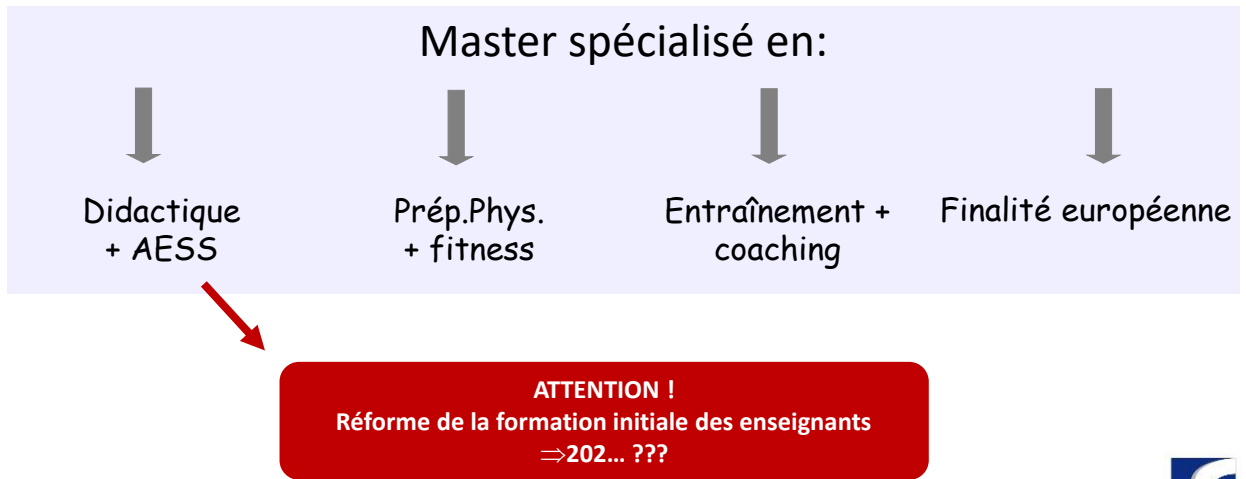 Master spécialisé en:
Didactique
+ AESS
Prép.Phys.
+ fitness
Entraînement +
coaching
Finalité européenne
ATTENTION !
Réforme de la formation initiale des enseignants
⇒202... ???